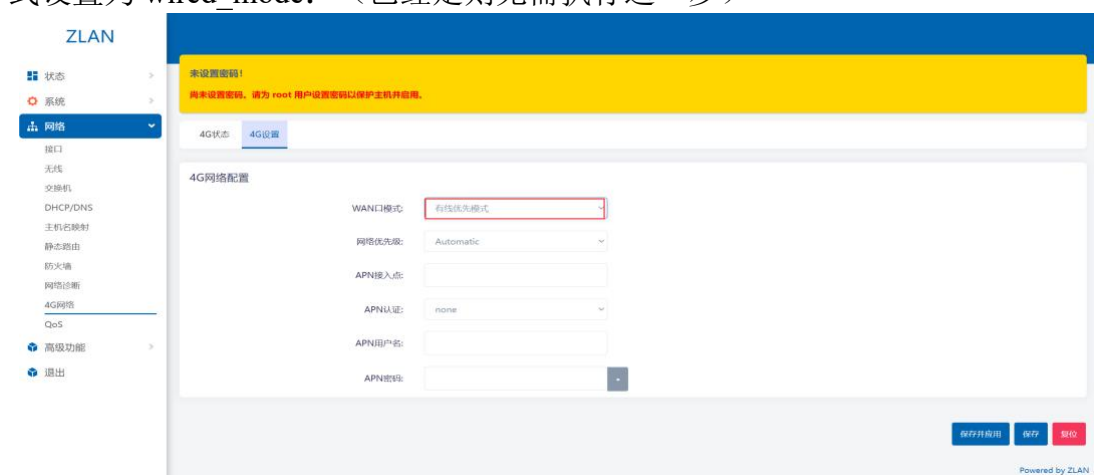 式设置为 wired_mode. （已经是则无需执行这一步）
ZLAN
状态
系统
网络
接口
无线
交换机
DHCP/DNS
主机名映射
静态路由
防火墙
网络诊断
4G网络
QoS
高级功能
退出
未设置密码！
尚未设置密码。请为 root 用户设置密码以保护主机并启用。
4G状态 4G设置
4G网络配置
WAN口模式: 有线优先模式
网络优先级: Automatic
APN接入点:
APN认证: none
APN用户名:
APN密码:
保存并应用 保存 复位
Powered by ZLAN